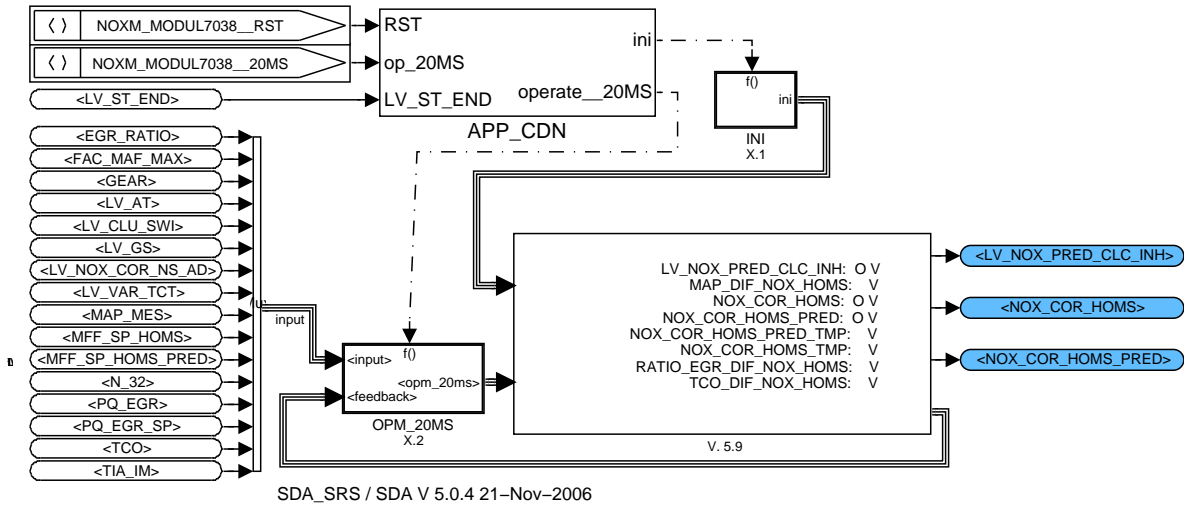 NOXM_MODUL7038__RST
NOXM_MODUL7038__20MS
<LV_ST_END>
RST
op_20MS
LV_ST_END
ini
operate__20MS
APP_CDN
f()
ini
INI
X.1
<EGR_RATIO>
<FAC_MAF_MAX>
<GEAR>
<LV_AT>
<LV_CLU_SWI>
<LV_GS>
<LV_NOX_COR_NS_AD>
<LV_VAR_TCT>
<MAP_MES>
<MFF_SP_HOMS>
<MFF_SP_HOMS_PRED>
<N_32>
<PQ_EGR>
<PQ_EGR_SP>
<TCO>
<TIA_IM>
input
f()
<input>
<opm_20ms>
<feedback>
OPM_20MS
X.2
LV_NOX_PRED_CLC_INH: O V
MAP_DIF_NOX_HOMS: V
NOX_COR_HOMS: O V
NOX_COR_HOMS_PRED: O V
NOX_COR_HOMS_PRED_TMP: V
NOX_COR_HOMS_TMP: V
RATIO_EGR_DIF_NOX_HOMS: V
TCO_DIF_NOX_HOMS: V
V. 5.9
<LV_NOX_PRED_CLC_INH>
<NOX_COR_HOMS>
<NOX_COR_HOMS_PRED>
SDA_SRS / SDA V 5.0.4 21–Nov–2006